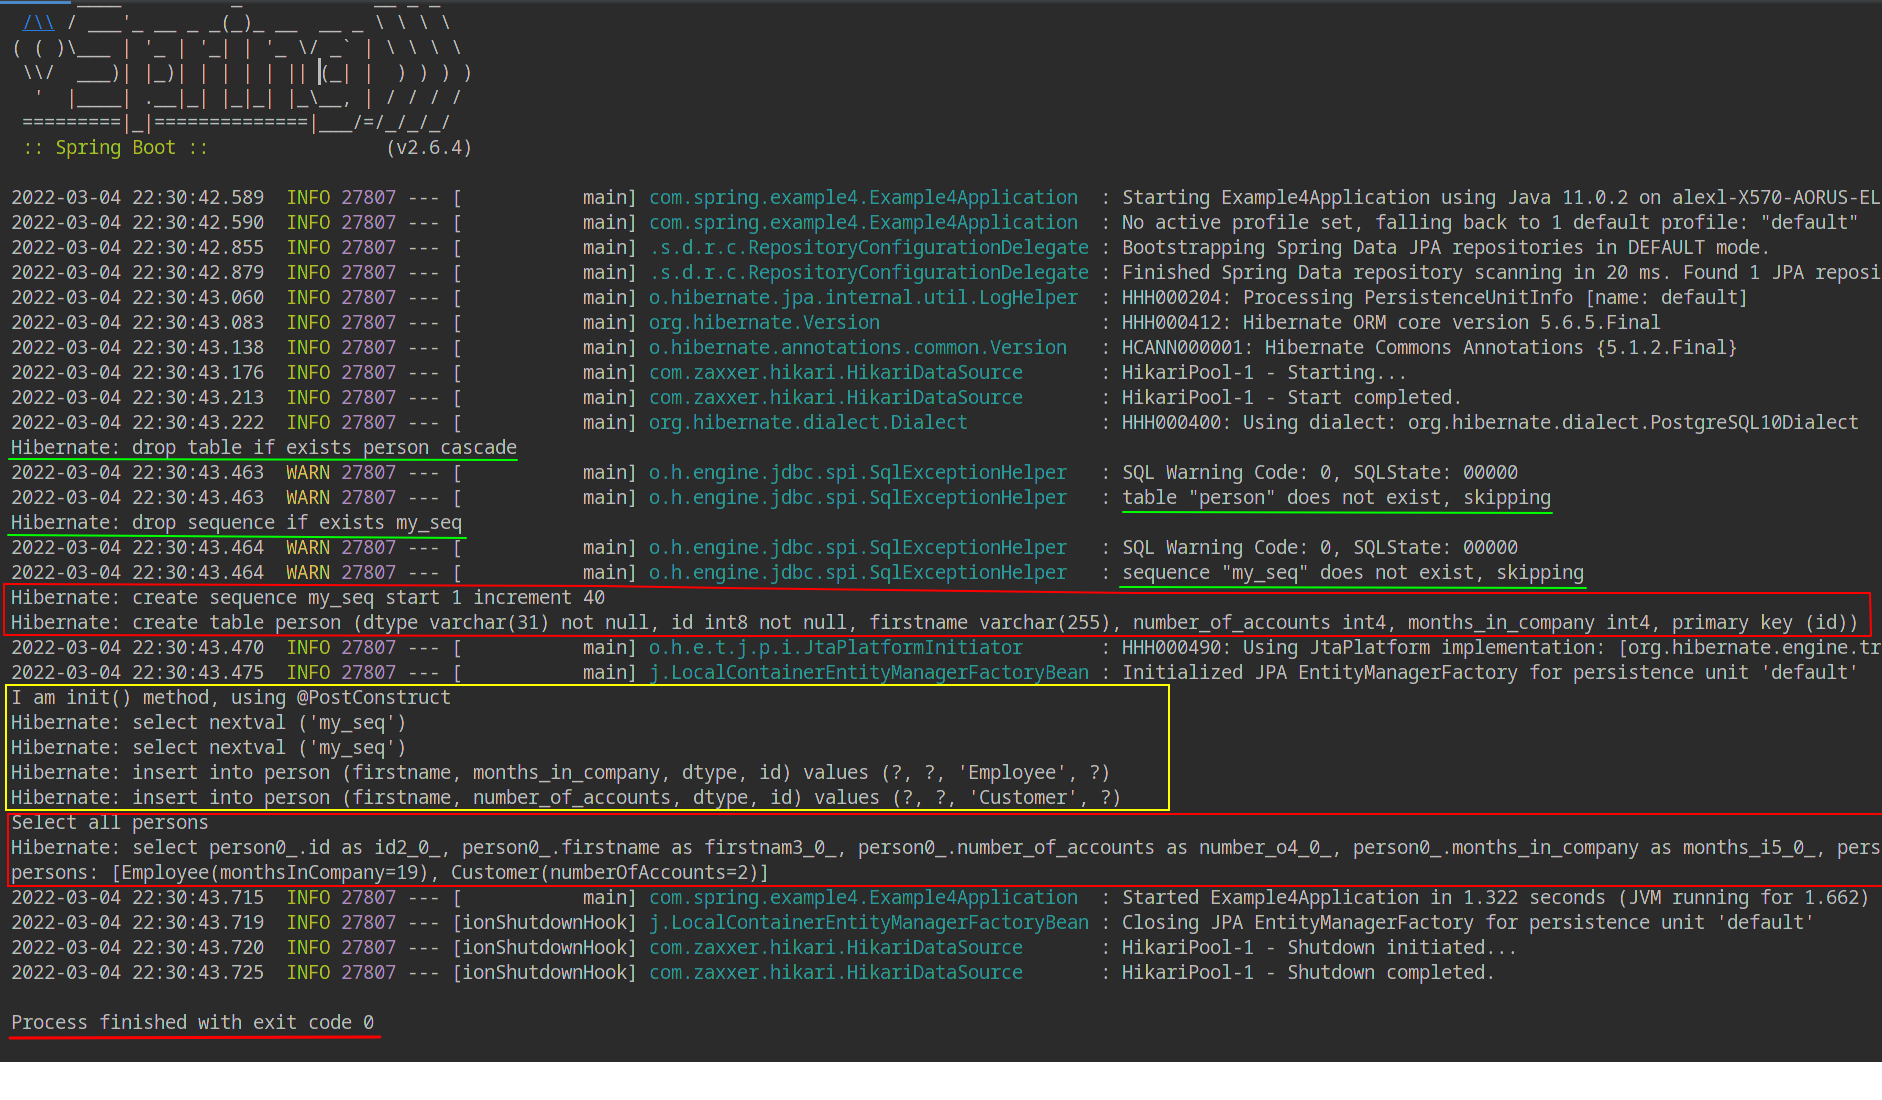 :: Spring Boot ::                (v2.6.4)
2022-03-04 22:30:42.589  INFO 27807 --- [           main] com.spring.example4.Example4Application  : Starting Example4Application using Java 11.0.2 on alexl-X570-AORUS-EL
2022-03-04 22:30:42.590  INFO 27807 --- [           main] com.spring.example4.Example4Application  : No active profile set, falling back to 1 default profile: "default"
2022-03-04 22:30:42.855  INFO 27807 --- [           main] .s.d.r.c.RepositoryConfigurationDelegate : Bootstrapping Spring Data JPA repositories in DEFAULT mode.
2022-03-04 22:30:42.879  INFO 27807 --- [           main] .s.d.r.c.RepositoryConfigurationDelegate : Finished Spring Data repository scanning in 20 ms. Found 1 JPA reposi
2022-03-04 22:30:43.060  INFO 27807 --- [           main] o.hibernate.jpa.internal.util.LogHelper  : HHH000204: Processing PersistenceUnitInfo [name: default]
2022-03-04 22:30:43.083  INFO 27807 --- [           main] org.hibernate.Version                    : HHH000412: Hibernate ORM core version 5.6.5.Final
2022-03-04 22:30:43.138  INFO 27807 --- [           main] o.hibernate.annotations.common.Version   : HCANN000001: Hibernate Commons Annotations {5.1.2.Final}
2022-03-04 22:30:43.176  INFO 27807 --- [           main] com.zaxxer.hikari.HikariDataSource       : HikariPool-1 - Starting...
2022-03-04 22:30:43.213  INFO 27807 --- [           main] com.zaxxer.hikari.HikariDataSource       : HikariPool-1 - Start completed.
2022-03-04 22:30:43.222  INFO 27807 --- [           main] org.hibernate.dialect.Dialect            : HHH000400: Using dialect: org.hibernate.dialect.PostgreSQL10Dialect
Hibernate: drop table if exists person cascade
2022-03-04 22:30:43.463  WARN 27807 --- [           main] o.h.engine.jdbc.spi.SqlExceptionHelper   : SQL Warning Code: 0, SQLState: 00000
2022-03-04 22:30:43.463  WARN 27807 --- [           main] o.h.engine.jdbc.spi.SqlExceptionHelper   : table "person" does not exist, skipping
Hibernate: drop sequence if exists my_seq
2022-03-04 22:30:43.464  WARN 27807 --- [           main] o.h.engine.jdbc.spi.SqlExceptionHelper   : SQL Warning Code: 0, SQLState: 00000
2022-03-04 22:30:43.464  WARN 27807 --- [           main] o.h.engine.jdbc.spi.SqlExceptionHelper   : sequence "my_seq" does not exist, skipping
Hibernate: create sequence my_seq start 1 increment 40
Hibernate: create table person (dtype varchar(31) not null, id int8 not null, firstname varchar(255), number_of_accounts int4, months_in_company int4, primary key (id))
2022-03-04 22:30:43.470  INFO 27807 --- [           main] o.h.e.t.j.p.i.JtaPlatformInitiator       : HHH000490: Using JtaPlatform implementation: [org.hibernate.engine.tr
2022-03-04 22:30:43.475  INFO 27807 --- [           main] j.LocalContainerEntityManagerFactoryBean : Initialized JPA EntityManagerFactory for persistence unit 'default'
I am init() method, using @PostConstruct
Hibernate: select nextval ('my_seq')
Hibernate: select nextval ('my_seq')
Hibernate: insert into person (firstname, months_in_company, dtype, id) values (?, ?, 'Employee', ?)
Hibernate: insert into person (firstname, number_of_accounts, dtype, id) values (?, ?, 'Customer', ?)
Select all persons
Hibernate: select person0_.id as id2_0_, person0_.firstname as firstnam3_0_, person0_.number_of_accounts as number_o4_0_, person0_.months_in_company as months_i5_0_, pers
persons: [Employee(monthsInCompany=19), Customer(numberOfAccounts=2)]
2022-03-04 22:30:43.715  INFO 27807 --- [           main] com.spring.example4.Example4Application  : Started Example4Application in 1.322 seconds (JVM running for 1.662)
2022-03-04 22:30:43.719  INFO 27807 --- [ionShutdownHook] j.LocalContainerEntityManagerFactoryBean : Closing JPA EntityManagerFactory for persistence unit 'default'
2022-03-04 22:30:43.720  INFO 27807 --- [ionShutdownHook] com.zaxxer.hikari.HikariDataSource       : HikariPool-1 - Shutdown initiated...
2022-03-04 22:30:43.725  INFO 27807 --- [ionShutdownHook] com.zaxxer.hikari.HikariDataSource       : HikariPool-1 - Shutdown completed.
Process finished with exit code 0